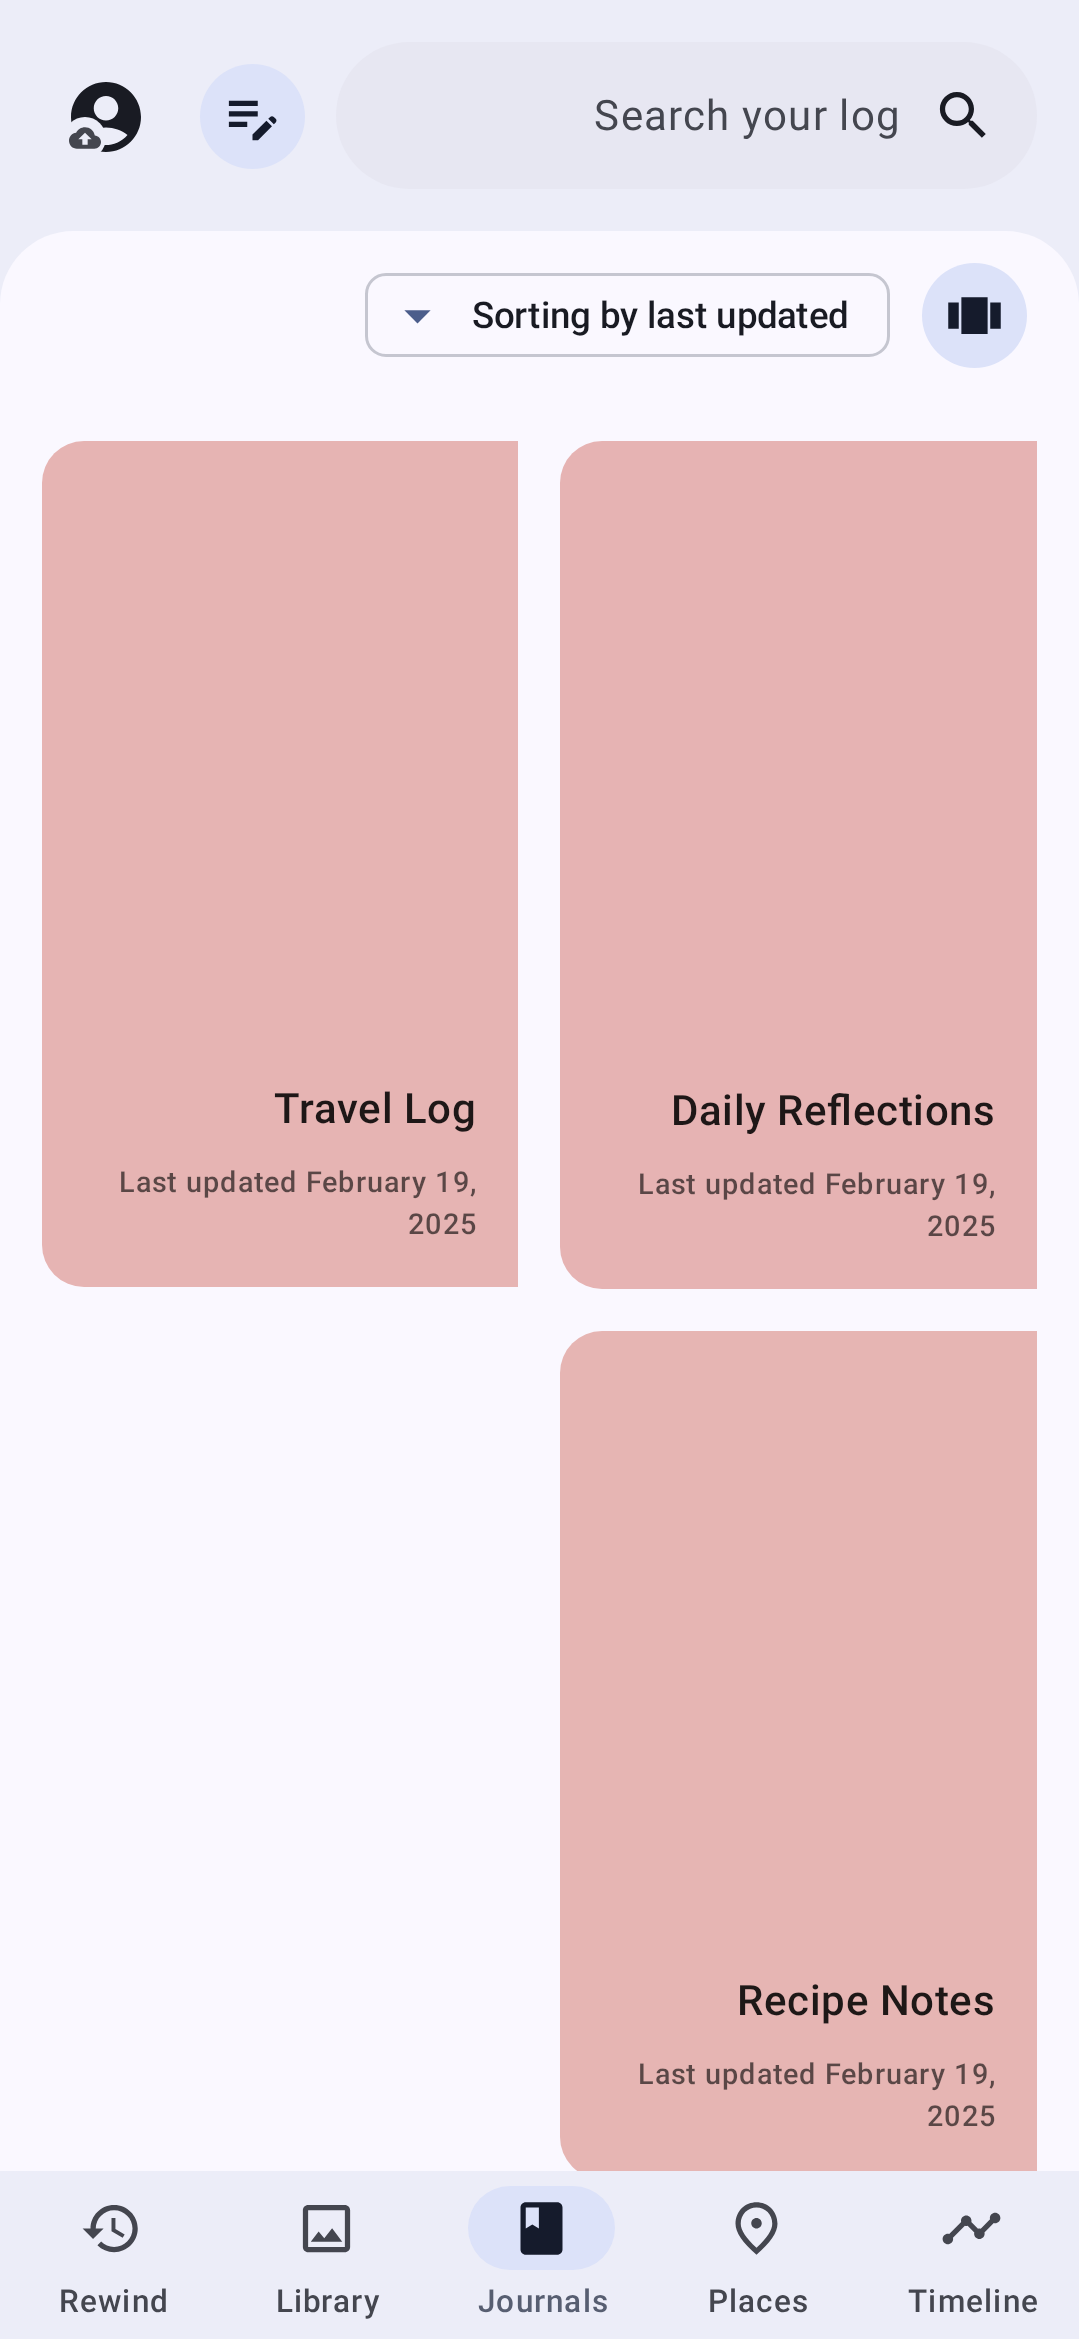 Search your log
Sorting by last updated
Travel Log
Last updated February 19,
2025
Daily Reflections
Last updated February 19,
2025
Recipe Notes
Last updated February 19,
2025
Rewind
Library
Journals
Places
Timeline